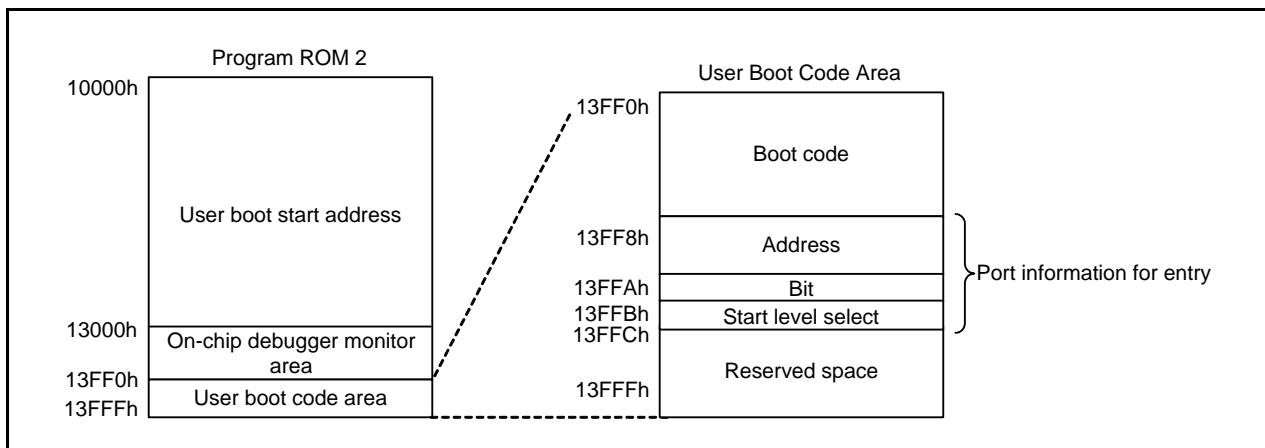 Program ROM 2
10000h
User boot start address
13000h
On-chip debugger monitor
area
13FF0h
User boot code area
13FFFh
User Boot Code Area
13FF0h
Boot code
13FF8h
Address
13FFAh
Bit
13FFBh
Start level select
13FFCh
Reserved space
13FFFh
Port information for entry